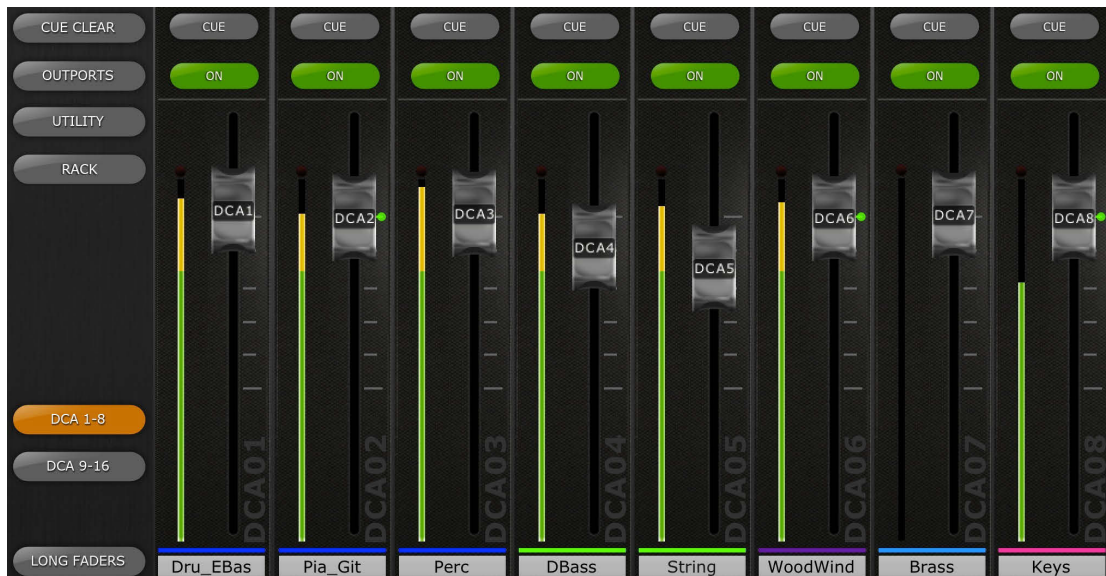 CUE CLEAR CUE CUE CUE CUE CUE CUE CUE CUE
OUTPORTS ON ON ON ON ON ON ON ON
UTILITY
RACK
DCA1 DCA2 DCA3 DCA4 DCA5 DCA6 DCA7 DCA8
DCA 1-8
DCA 9-16
DCA01 DCA02 DCA03 DCA04 DCA05 DCA06 DCA07 DCA08
LONG FADERS
Dru_EBas Pia_Git Perc DBass String WoodWind Brass Keys